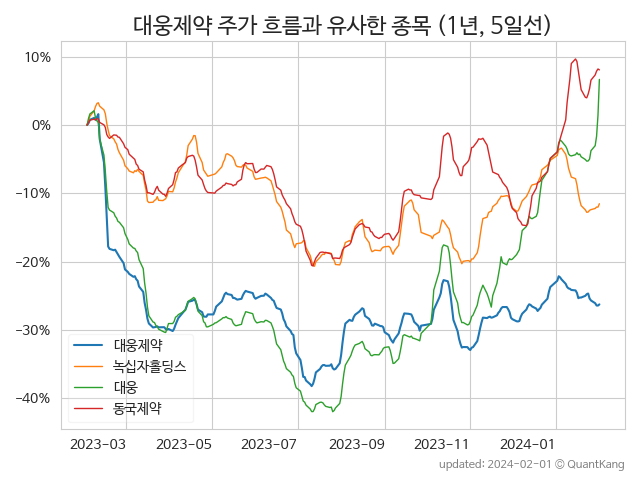 대웅제약 주가 흐름과 유사한 종목 (1년, 5일선)
10%
0%
−10%
−20%
−30%
−40%
대웅제약
녹십자홀딩스
대웅
동국제약
2023−03
2023−05
2023−07
2023−09
2023−11
2024−01
updated: 2024-02-01 © QuantKang